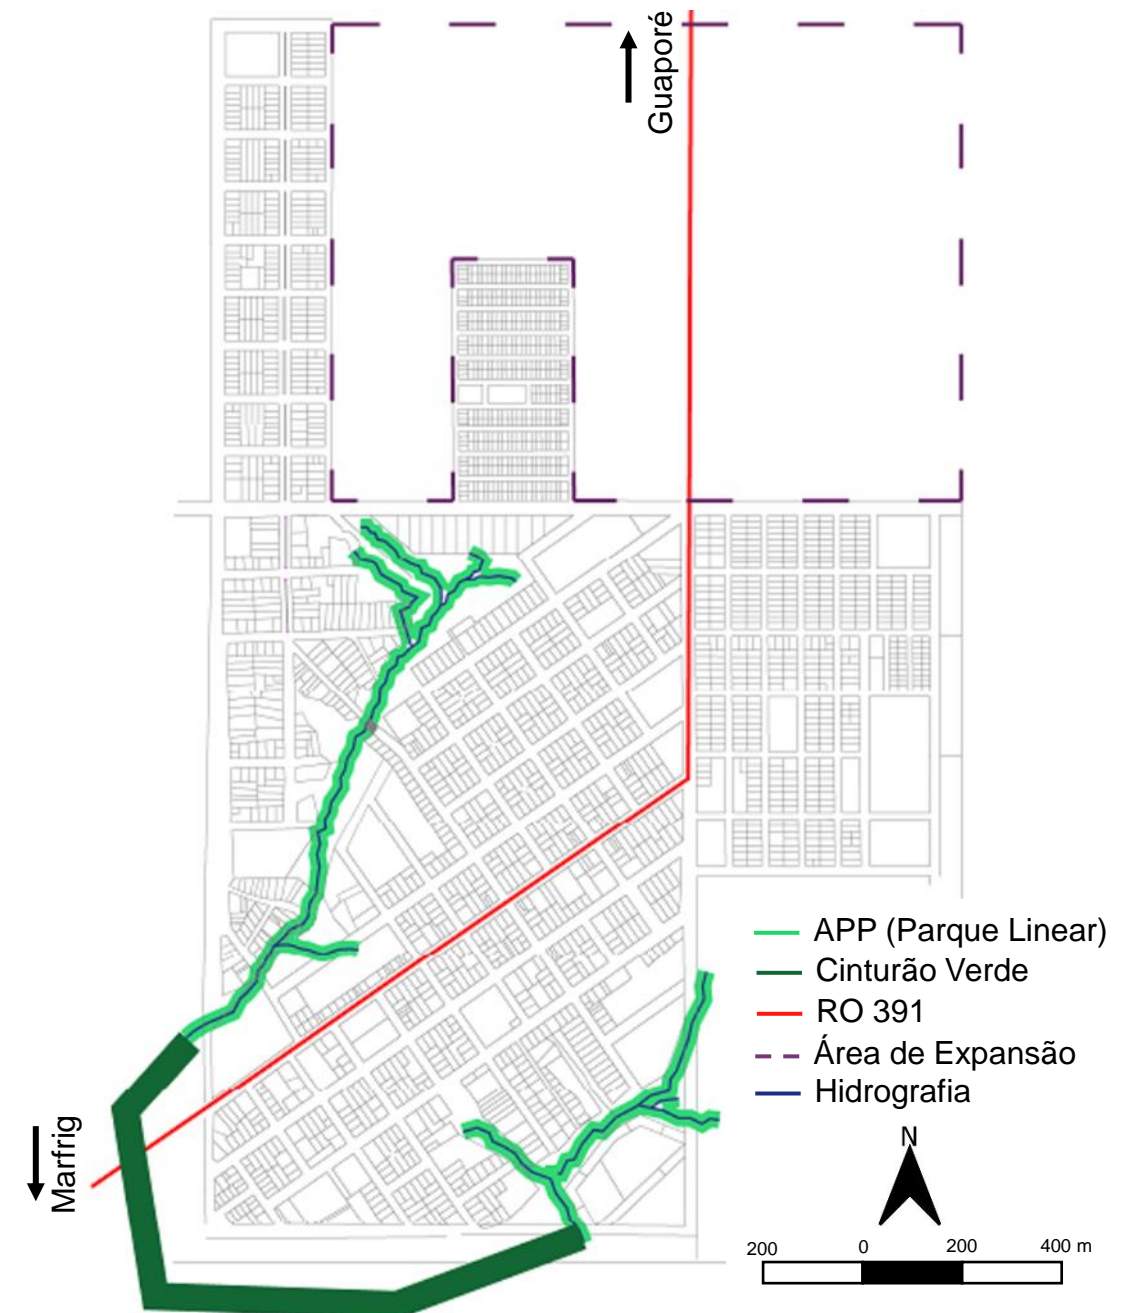 Guaporé
APP (Parque Linear)
Cinturão Verde
RO 391
Área de Expansão
Hidrografia
Marfrig
N
200 0 200 400 m